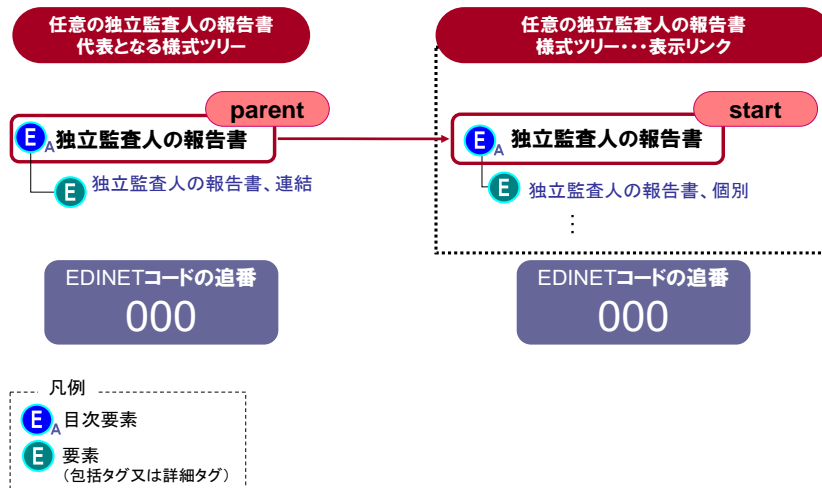 任意の独立監査人の報告書
代表となる様式ツリー
任意の独立監査人の報告書
様式ツリー・・・表示リンク
parent
start
E A 独立監査人の報告書
E A 独立監査人の報告書
E 独立監査人の報告書、連結
E 独立監査人の報告書、個別
⋮
EDINETコードの追番
000
EDINETコードの追番
000
凡例
E A 目次要素
E 要素
（包括タグ又は詳細タグ）